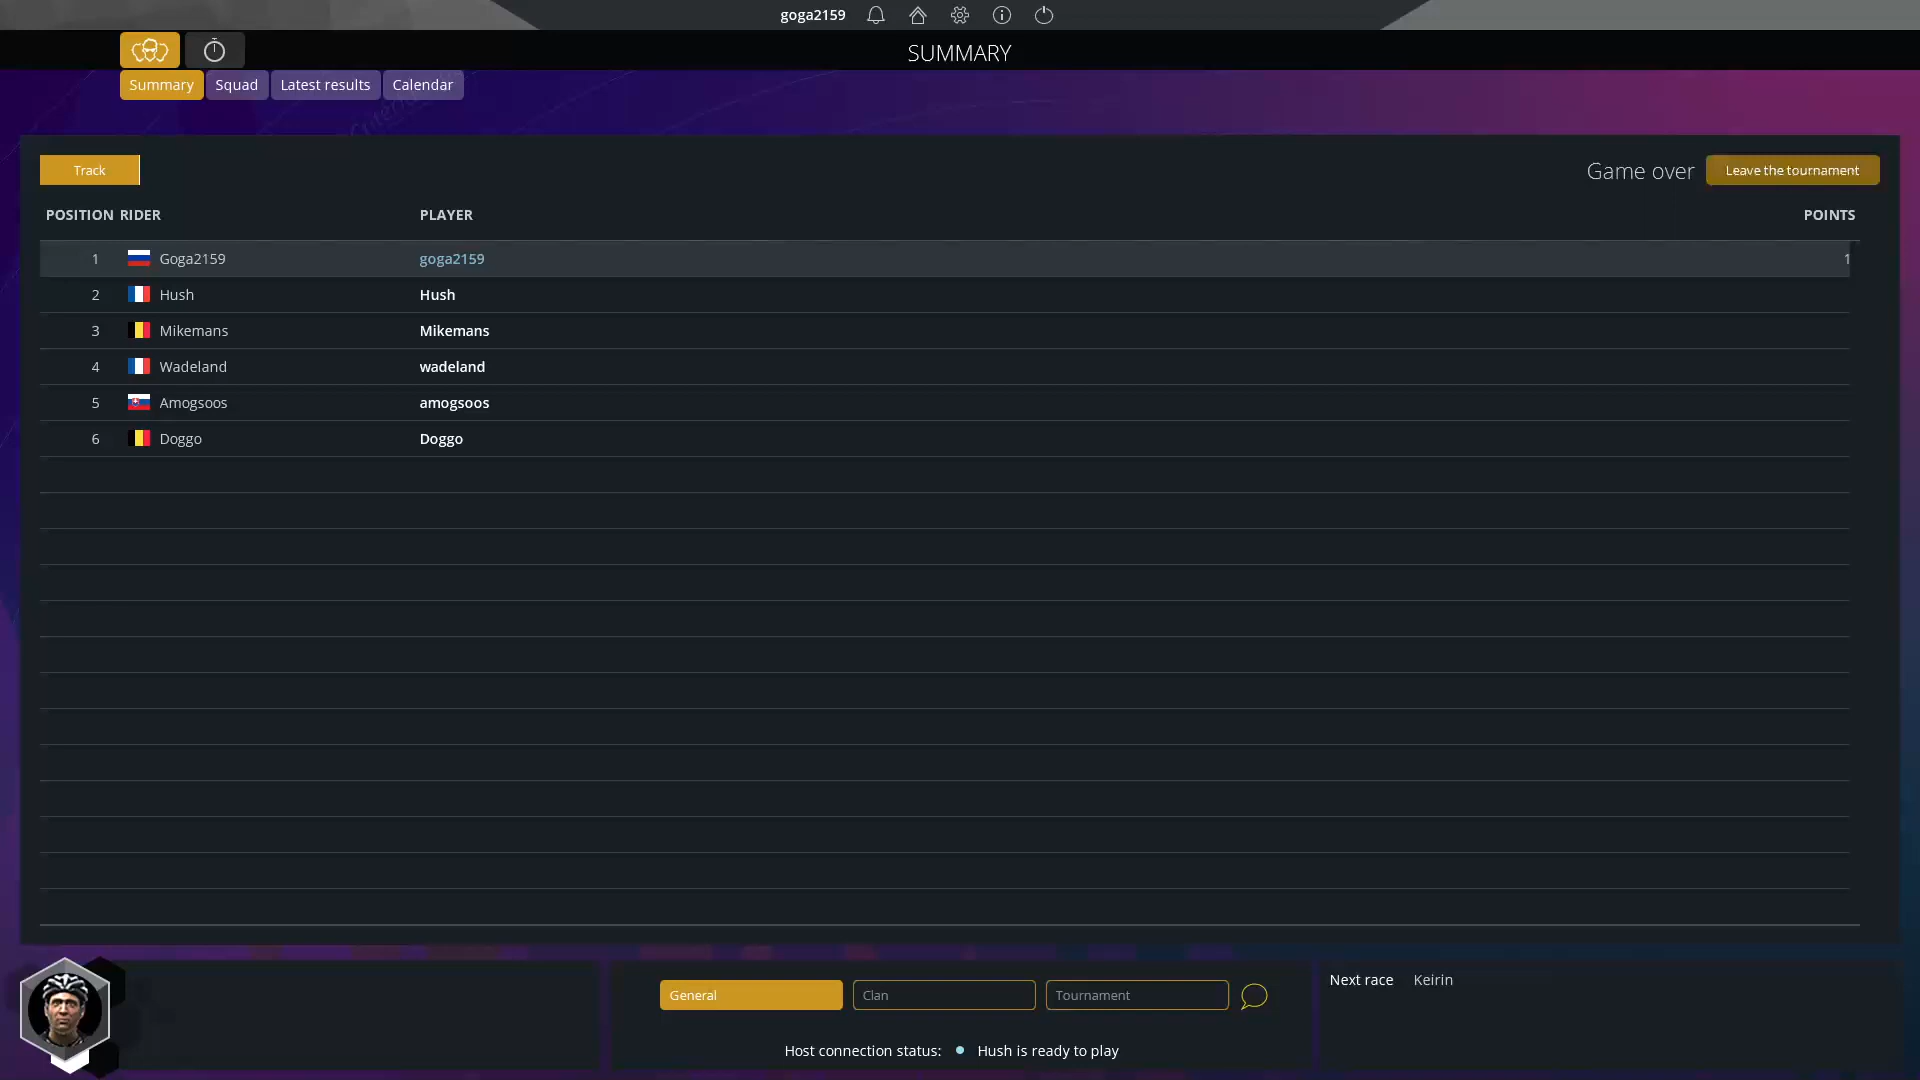 goga2159
SUMMARY
Summary Squad Latest results Calendar
Track
Game over Leave the tournament
POSITION RIDER PLAYER POINTS
1 Goga2159 goga2159 1
2 Hush Hush
3 Mikemans Mikemans
4 Wadeland wadeland
5 Amogsoos amogsoos
6 Doggo Doggo
Next race Keirin
General Clan Tournament
Host connection status: Hush is ready to play